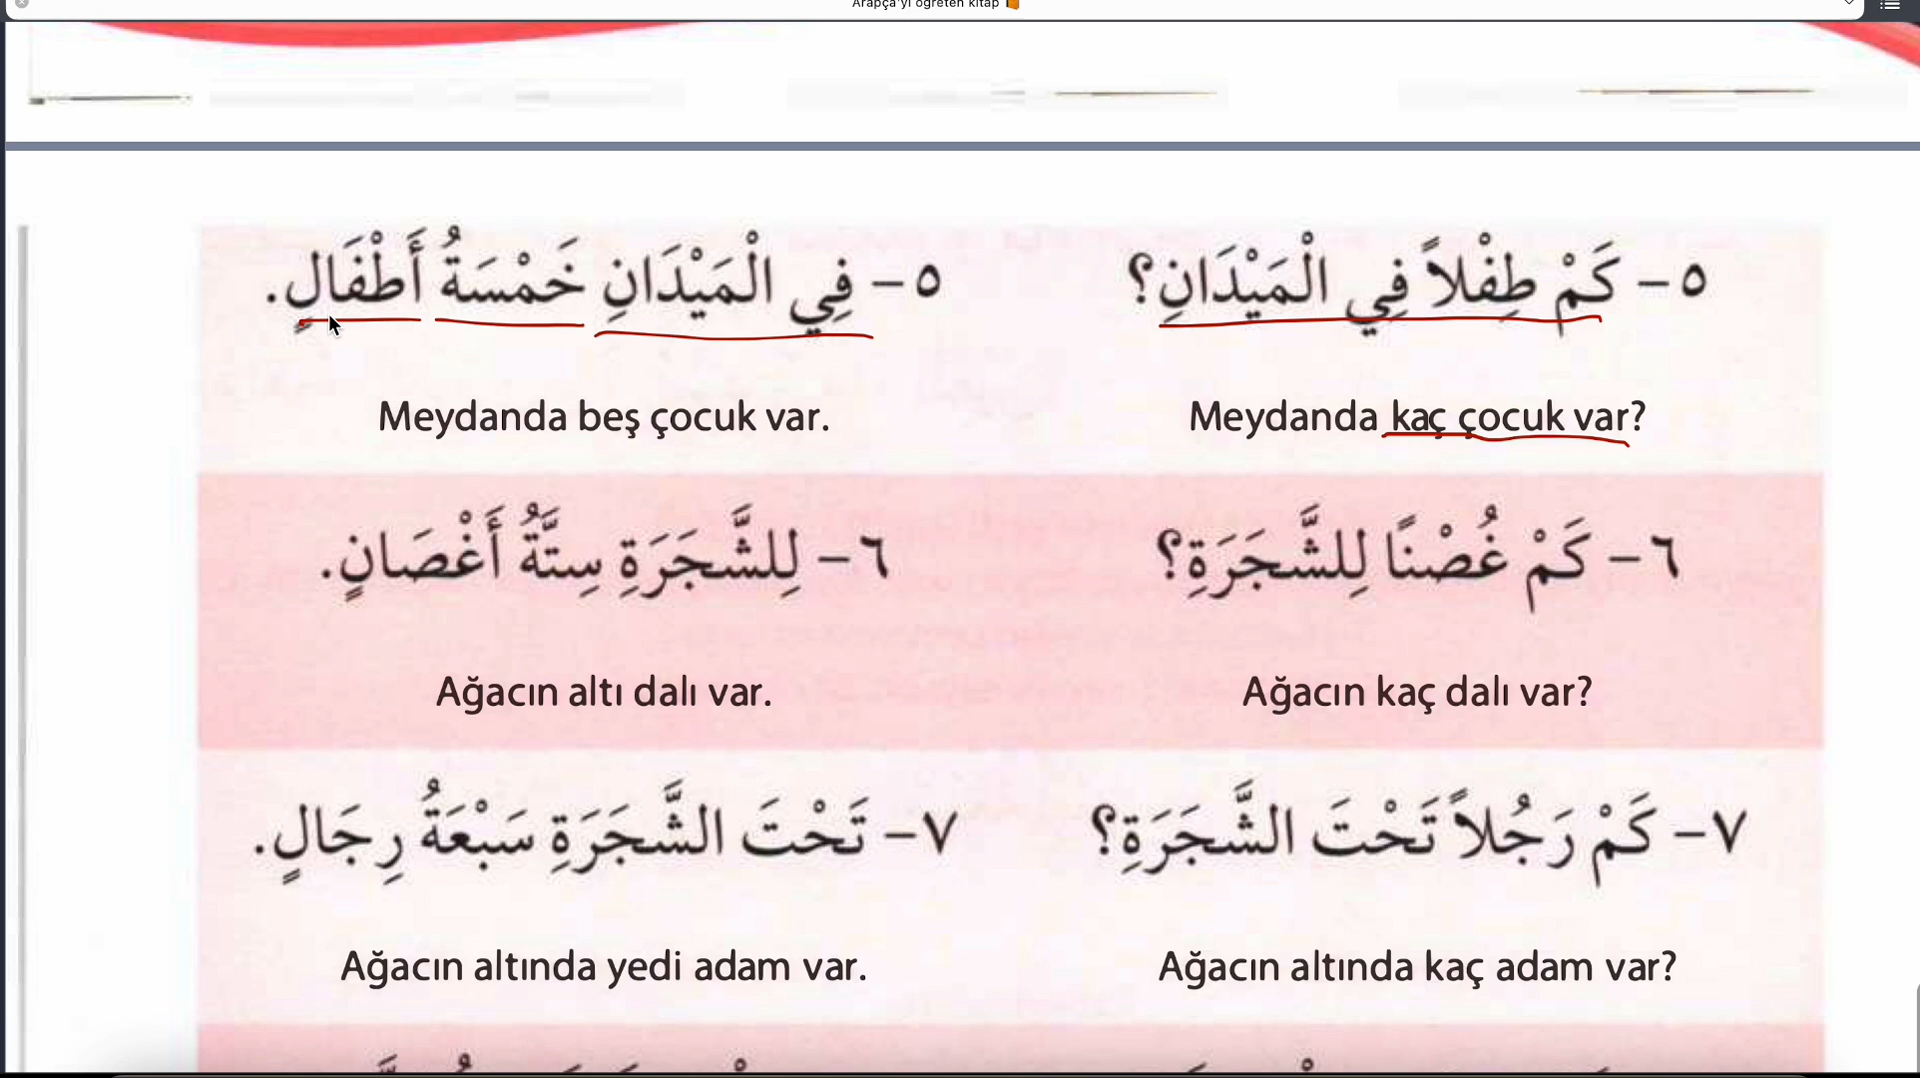 Arapça'yı öğreten kitap
٥- كَمْ طِفْلاً فِي الْمَيْدَانِ؟
٥- فِي الْمَيْدَانِ خَمْسَةُ أَطْفَالٍ.
Meydanda kaç çocuk var?
Meydanda beş çocuk var.
٦- كَمْ غُصْنًا لِلشَّجَرَةِ؟
٦- لِلشَّجَرَةِ سِتَّةُ أَغْصَانٍ.
Ağacın kaç dalı var?
Ağacın altı dalı var.
٧- كَمْ رَجُلاً تَحْتَ الشَّجَرَةِ؟
٧- تَحْتَ الشَّجَرَةِ سَبْعَةُ رِجَالٍ.
Ağacın altında kaç adam var?
Ağacın altında yedi adam var.